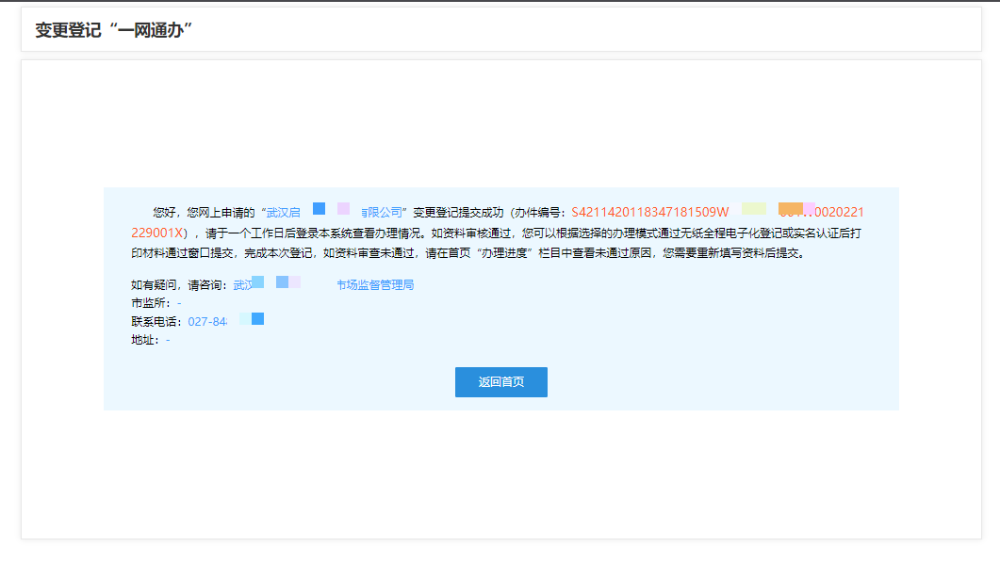 变更登记“一网通办”
您好，您网上申请的“武汉启 有限公司”变更登记提交成功（办件编号：S4211420118347181509W 0020221
229001X），请于一个工作日后登录本系统查看办理情况。如资料审核通过，您可以根据选择的办理模式通过无纸全程电子化登记或实名认证后打
印材料通过窗口提交，完成本次登记，如资料审查未通过，请在首页“办理进度”栏目中查看未通过原因，您需要重新填写资料后提交。
如有疑问，请咨询：武汉 市场监督管理局
市监所：-
联系电话：027-84
地址：-
返回首页